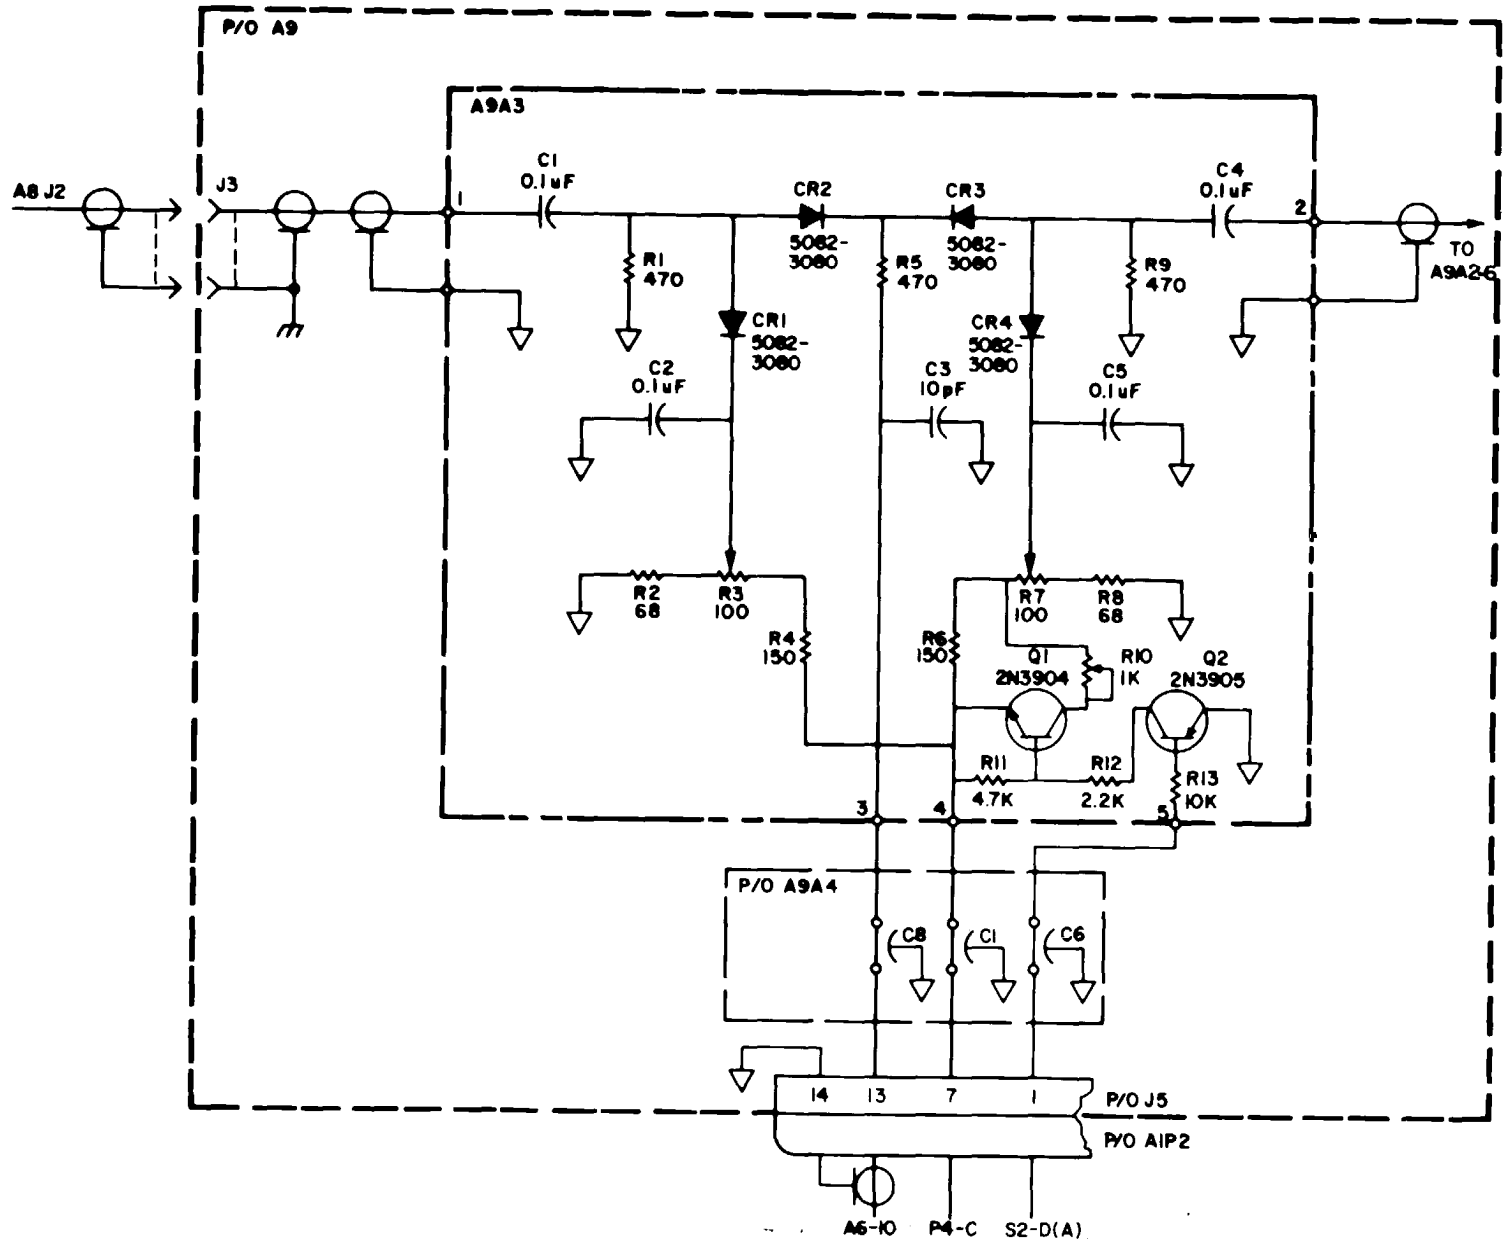 P/O A9
A9A3
A8 J2
J3
1
C1
0.1uF
CR2
5082-
3080
CR3
5082-
3080
C4
0.1uF
2
TO
A9A2-6
R1
470
R5
470
R9
470
CR1
5082-
3080
CR4
5082-
3080
C2
0.1uF
C3
10pF
C5
0.1uF
R2
68
R3
100
R7
100
R8
68
R4
150
R6
150
Q1
2N3904
R10
1K
Q2
2N3905
R11
4.7K
R12
2.2K
R13
10K
3
4
5
P/O A9A4
C8
C1
C6
14
13
7
1
P/O J5
P/O A1P2
A6-10
P4-C
S2-D(A)